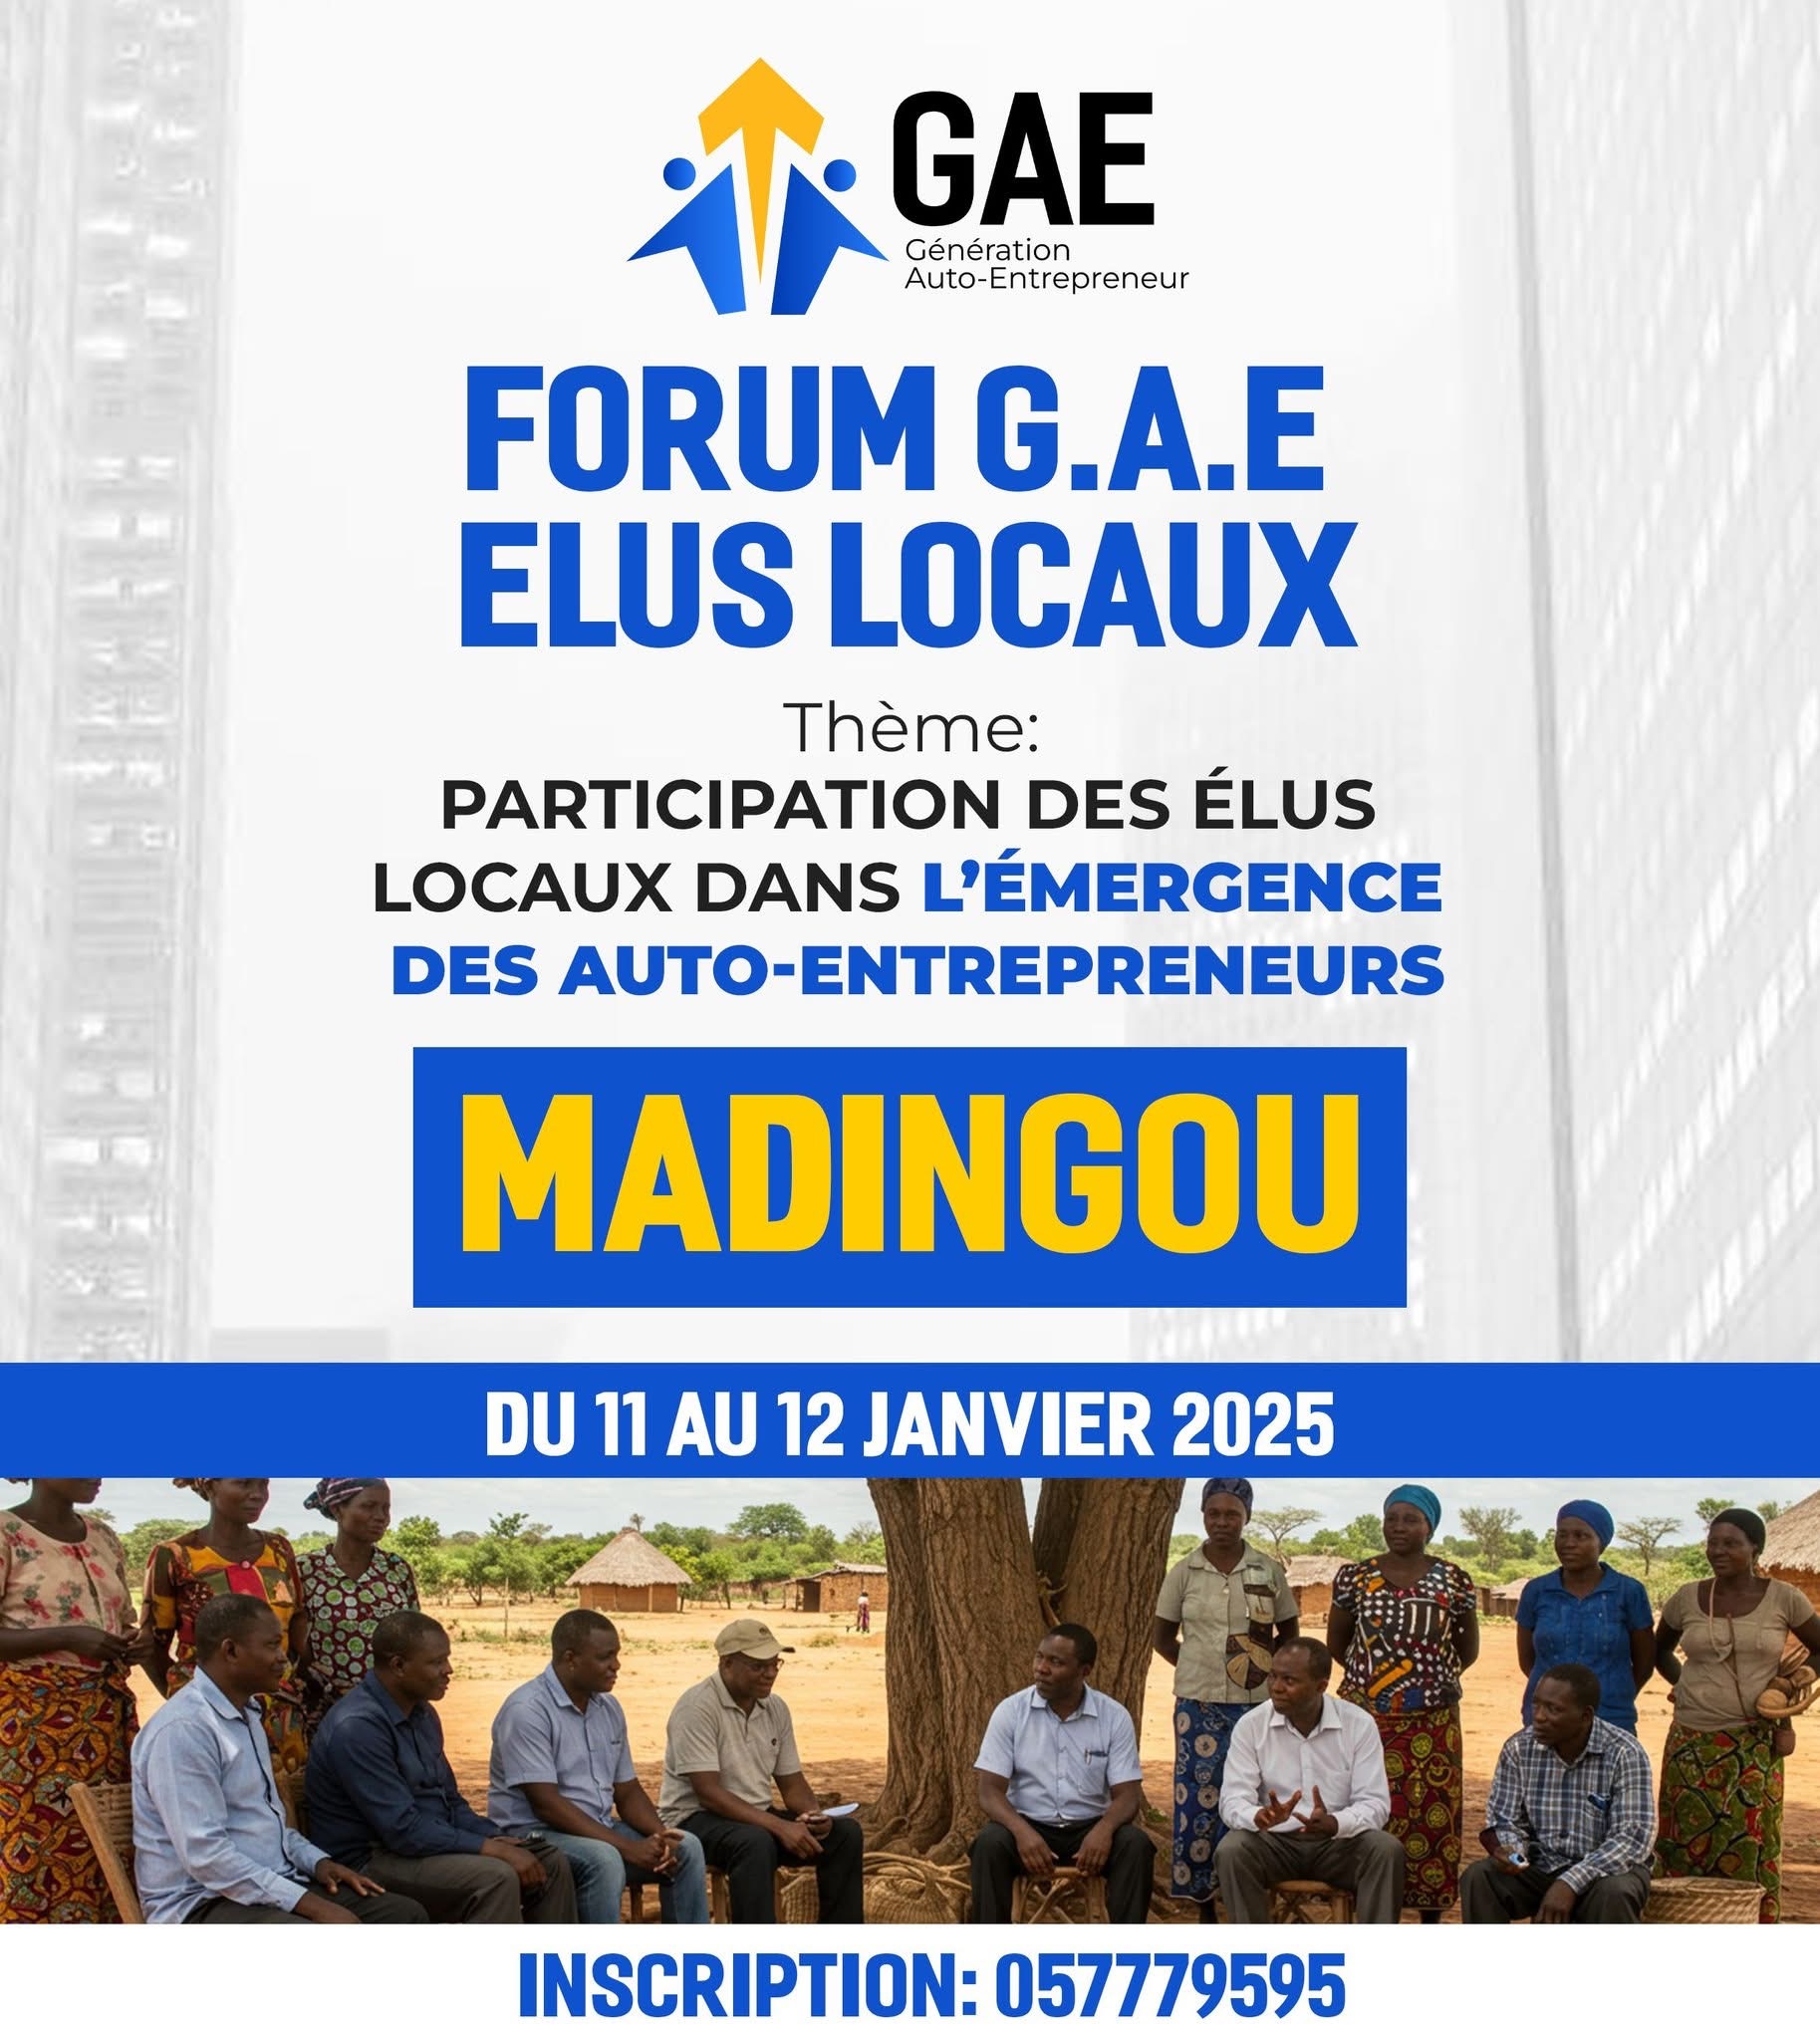 GAE
Génération
Auto-Entrepreneur
FORUM G.A.E
ELUS LOCAUX
Thème:
PARTICIPATION DES ÉLUS
LOCAUX DANS L’ÉMERGENCE
DES AUTO-ENTREPRENEURS
MADINGOU
DU 11 AU 12 JANVIER 2025
INSCRIPTION: 057779595